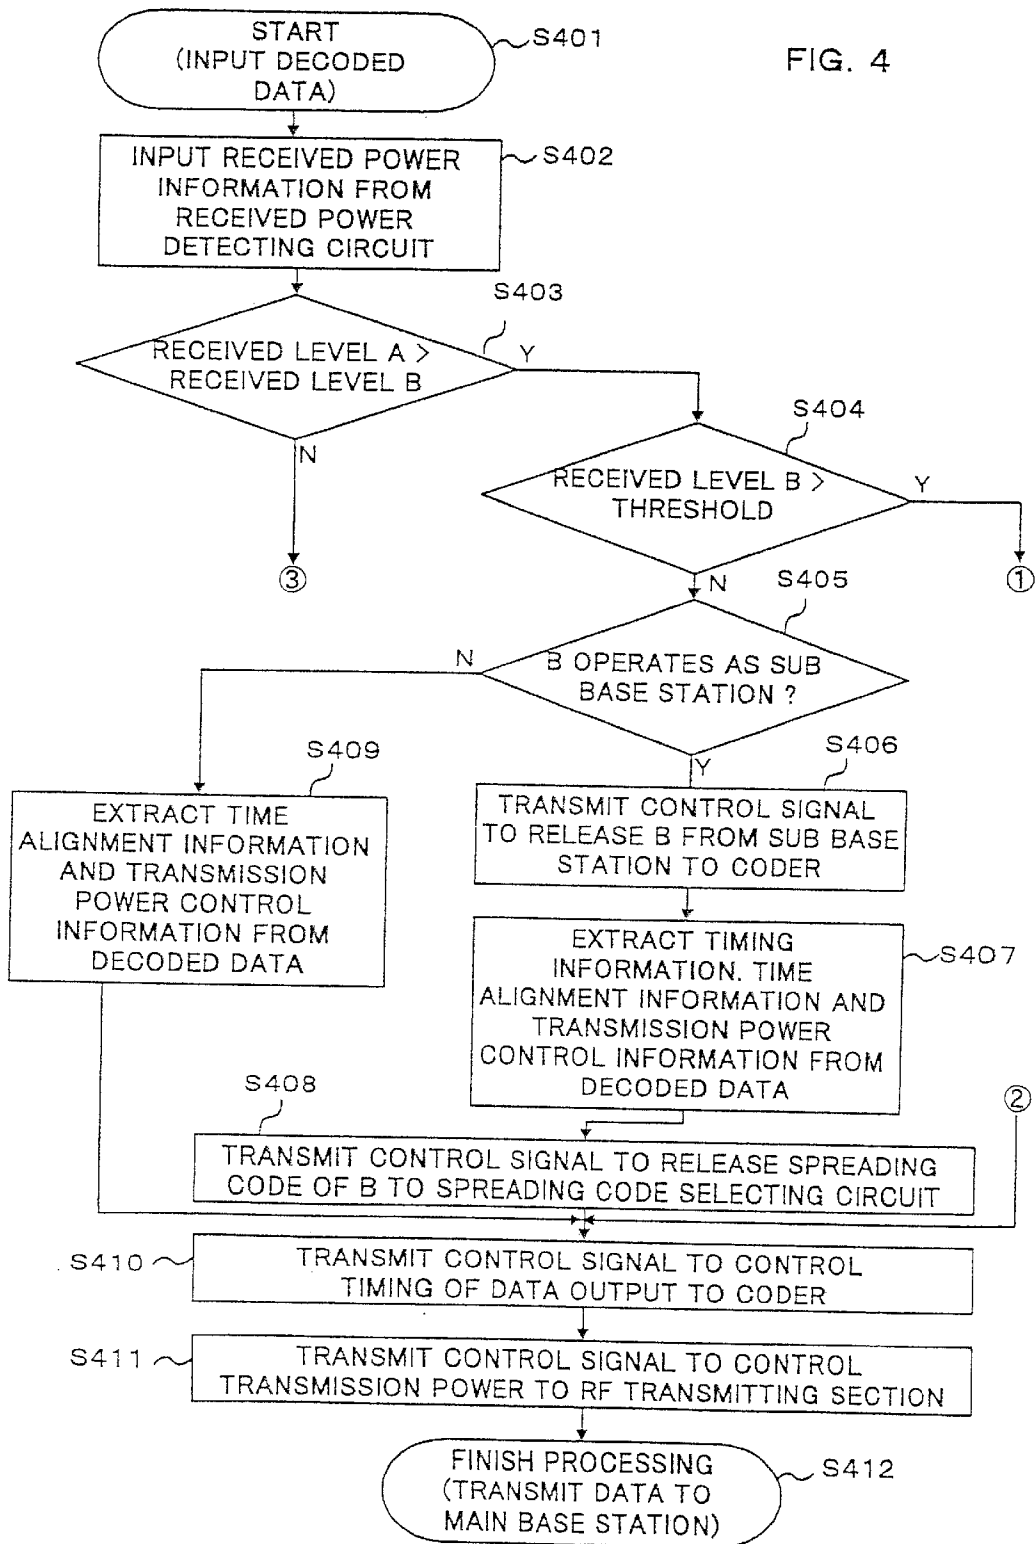 START
(INPUT DECODED
DATA)
S401
FIG. 4
INPUT RECEIVED POWER
INFORMATION FROM
RECEIVED POWER
DETECTING CIRCUIT
S402
S403
RECEIVED LEVEL A >
RECEIVED LEVEL B
Y
N
③
S404
RECEIVED LEVEL B >
THRESHOLD
Y
①
N
S405
B OPERATES AS SUB
BASE STATION ?
N
Y
S409
EXTRACT TIME
ALIGNMENT INFORMATION
AND TRANSMISSION
POWER CONTROL
INFORMATION FROM
DECODED DATA
S406
TRANSMIT CONTROL SIGNAL
TO RELEASE B FROM SUB BASE
STATION TO CODER
EXTRACT TIMING
INFORMATION. TIME
ALIGNMENT INFORMATION AND
TRANSMISSION POWER
CONTROL INFORMATION FROM
DECODED DATA
S407
②
S408
TRANSMIT CONTROL SIGNAL TO RELEASE SPREADING
CODE OF B TO SPREADING CODE SELECTING CIRCUIT
S410
TRANSMIT CONTROL SIGNAL TO CONTROL
TIMING OF DATA OUTPUT TO CODER
S411
TRANSMIT CONTROL SIGNAL TO CONTROL
TRANSMISSION POWER TO RF TRANSMITTING SECTION
FINISH PROCESSING
(TRANSMIT DATA TO
MAIN BASE STATION)
S412